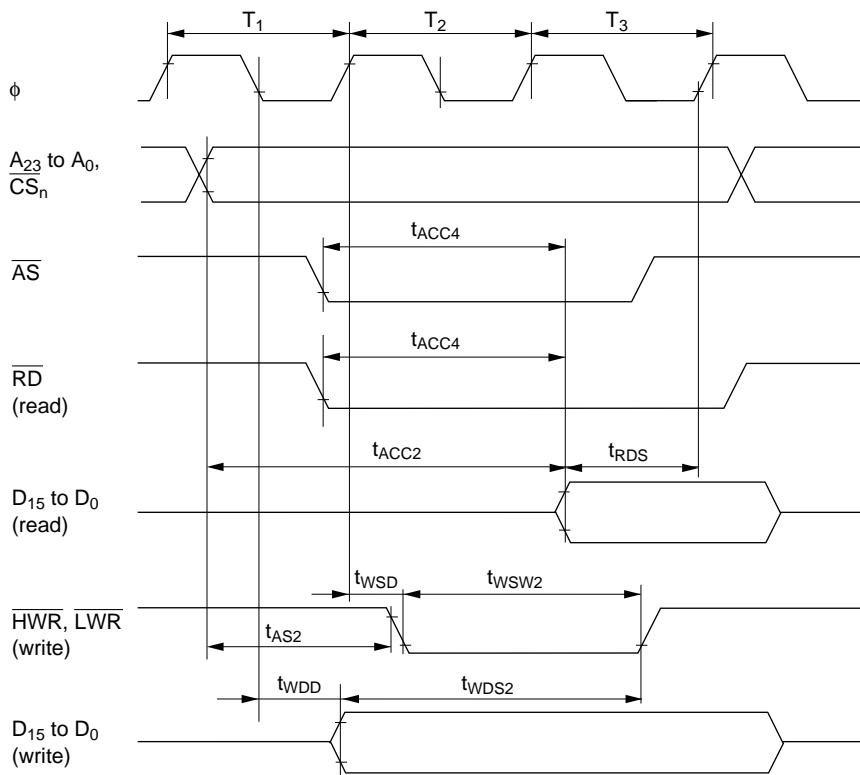 T1 T2 T3
ϕ
A23 to A0,
CSn
tACC4
AS
tACC4
RD
(read)
tACC2 tRDS
D15 to D0
(read)
tWSD tWSW2
HWR, LWR
(write)
tAS2
tWDD tWDS2
D15 to D0
(write)